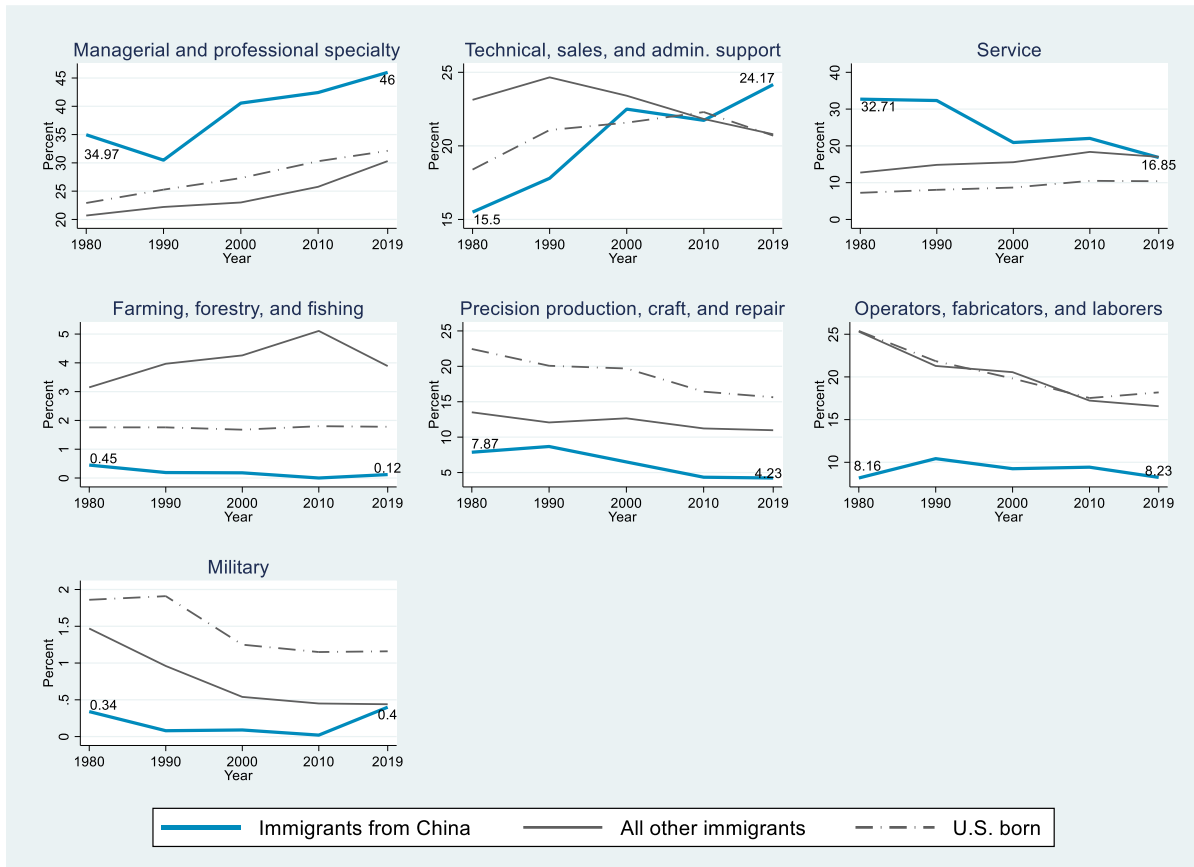 Managerial and professional specialty
Percent
45
40
35
30
25
20
34.97
46
1980 1990 2000 2010 2019
Year
Technical, sales, and admin. support
Percent
25
20
15
15.5
24.17
1980 1990 2000 2010 2019
Year
Service
Percent
40
30
20
10
0
32.71
16.85
1980 1990 2000 2010 2019
Year
Farming, forestry, and fishing
Percent
5
4
3
2
1
0
0.45
0.12
1980 1990 2000 2010 2019
Year
Precision production, craft, and repair
Percent
25
20
15
10
5
7.87
4.23
1980 1990 2000 2010 2019
Year
Operators, fabricators, and laborers
Percent
25
20
15
10
8.16
8.23
1980 1990 2000 2010 2019
Year
Military
Percent
2
1.5
1
.5
0
0.34
0.4
1980 1990 2000 2010 2019
Year
Immigrants from China All other immigrants U.S. born